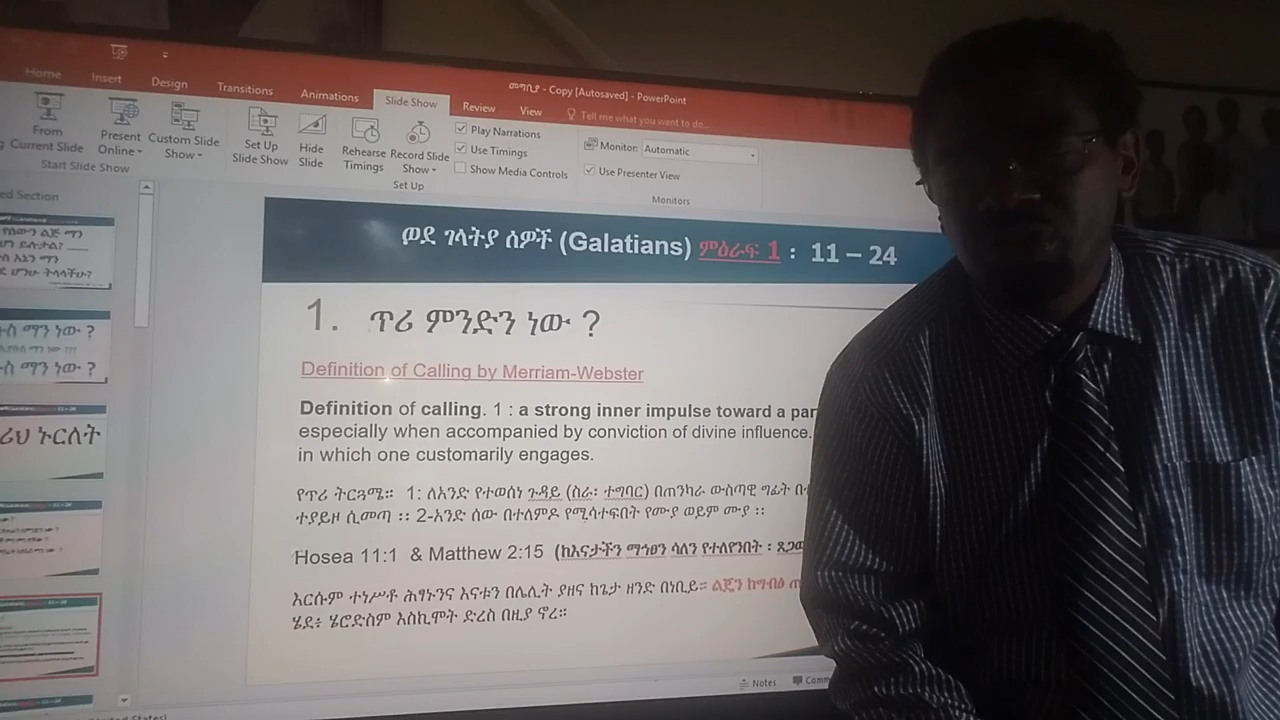 መግቢያ - Copy [Autosaved] - PowerPoint
Home Insert Design Transitions Animations Slide Show Review View Tell me what you want to do...
From Current Slide
Present Online
Custom Slide Show
Set Up Slide Show
Hide Slide
Rehearse Timings
Record Slide Show
Play Narrations
Use Timings
Show Media Controls
Monitor: Automatic
Use Presenter View
Start Slide Show
Set Up
Monitors
Section
ማን ነው ?
ማን ነው ?
ኑርለት
ወደ ገላትያ ሰዎች (Galatians) ምዕራፍ 1 : 11 – 24
1. ጥሪ ምንድን ነው ?
Definition of Calling by Merriam-Webster
Definition of calling. 1 : a strong inner impulse toward a
especially when accompanied by conviction of divine influence.
in which one customarily engages.
የጥሪ ትርጓሜ። 1: ለአንድ የተወሰነ ጉዳይ (ስራ፡ ተግባር) በጠንካራ ውስጣዊ ግፊት
ተያይዞ ሲመጣ ፡፡ 2-አንድ ሰው በተለምዶ የሚሳተፍበት የሙያ ወይም ሙያ ፡፡
Hosea 11:1 & Matthew 2:15 (ከእናታችን ማኅፀን ሳለን የተለየንበት :
እርሱም ተነሥቶ ሕፃኑንና እናቱን በሌሊት ያዘና ከጌታ ዘንድ በነቢይ። ልጄን ከግብፅ
ሄደ፥ ሄሮድስም እስኪሞት ድረስ በዚያ ኖረ።
Notes